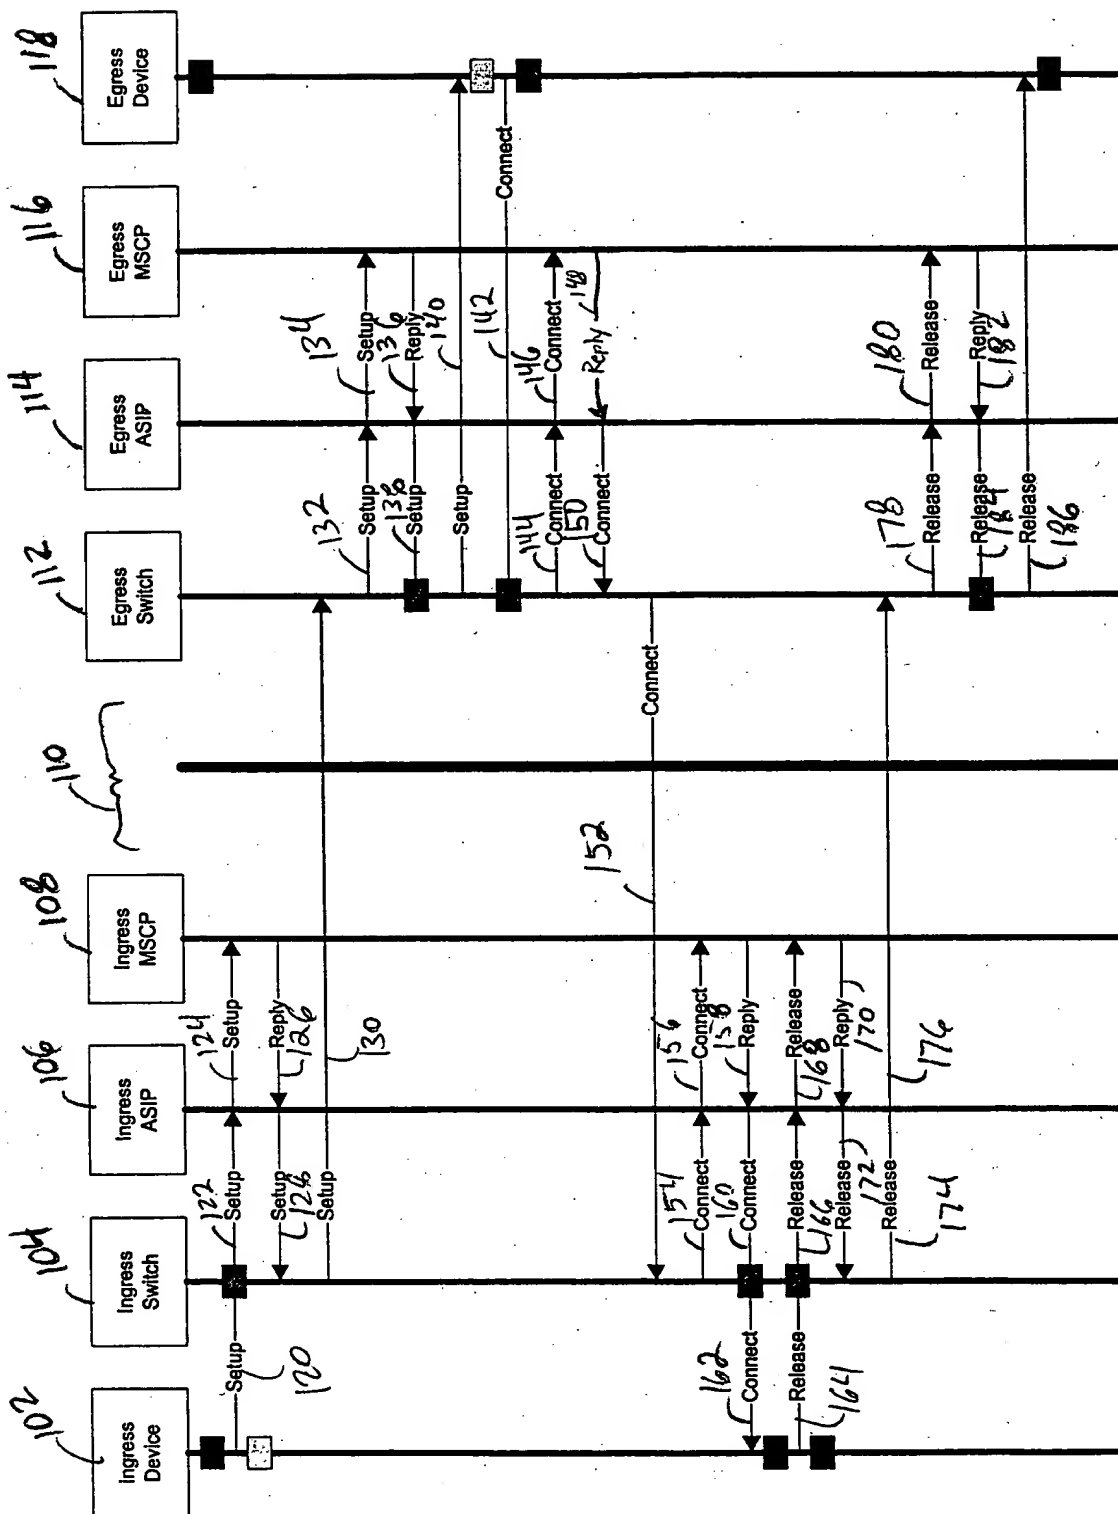 102
Ingress
Device
104
Ingress
Switch
106
Ingress
ASIP
108
Ingress
MSCP
110
112
Egress
Switch
114
Egress
ASIP
116
Egress
MSCP
118
Egress
Device
Setup
120
122
Setup
124
Setup
Reply
126
Setup
128
Setup
130
132
Setup
134
Setup
136
Reply
138
Setup
Setup
140
Connect
142
144
Connect
146
Connect
148
Reply
150
Connect
Connect
152
154
Connect
156
Connect
158
Reply
160
Connect
162
Connect
Release
164
Release
166
Release
168
Reply
170
Release
172
Release
174
176
178
Release
180
Release
Reply
182
Release
184
Release
186